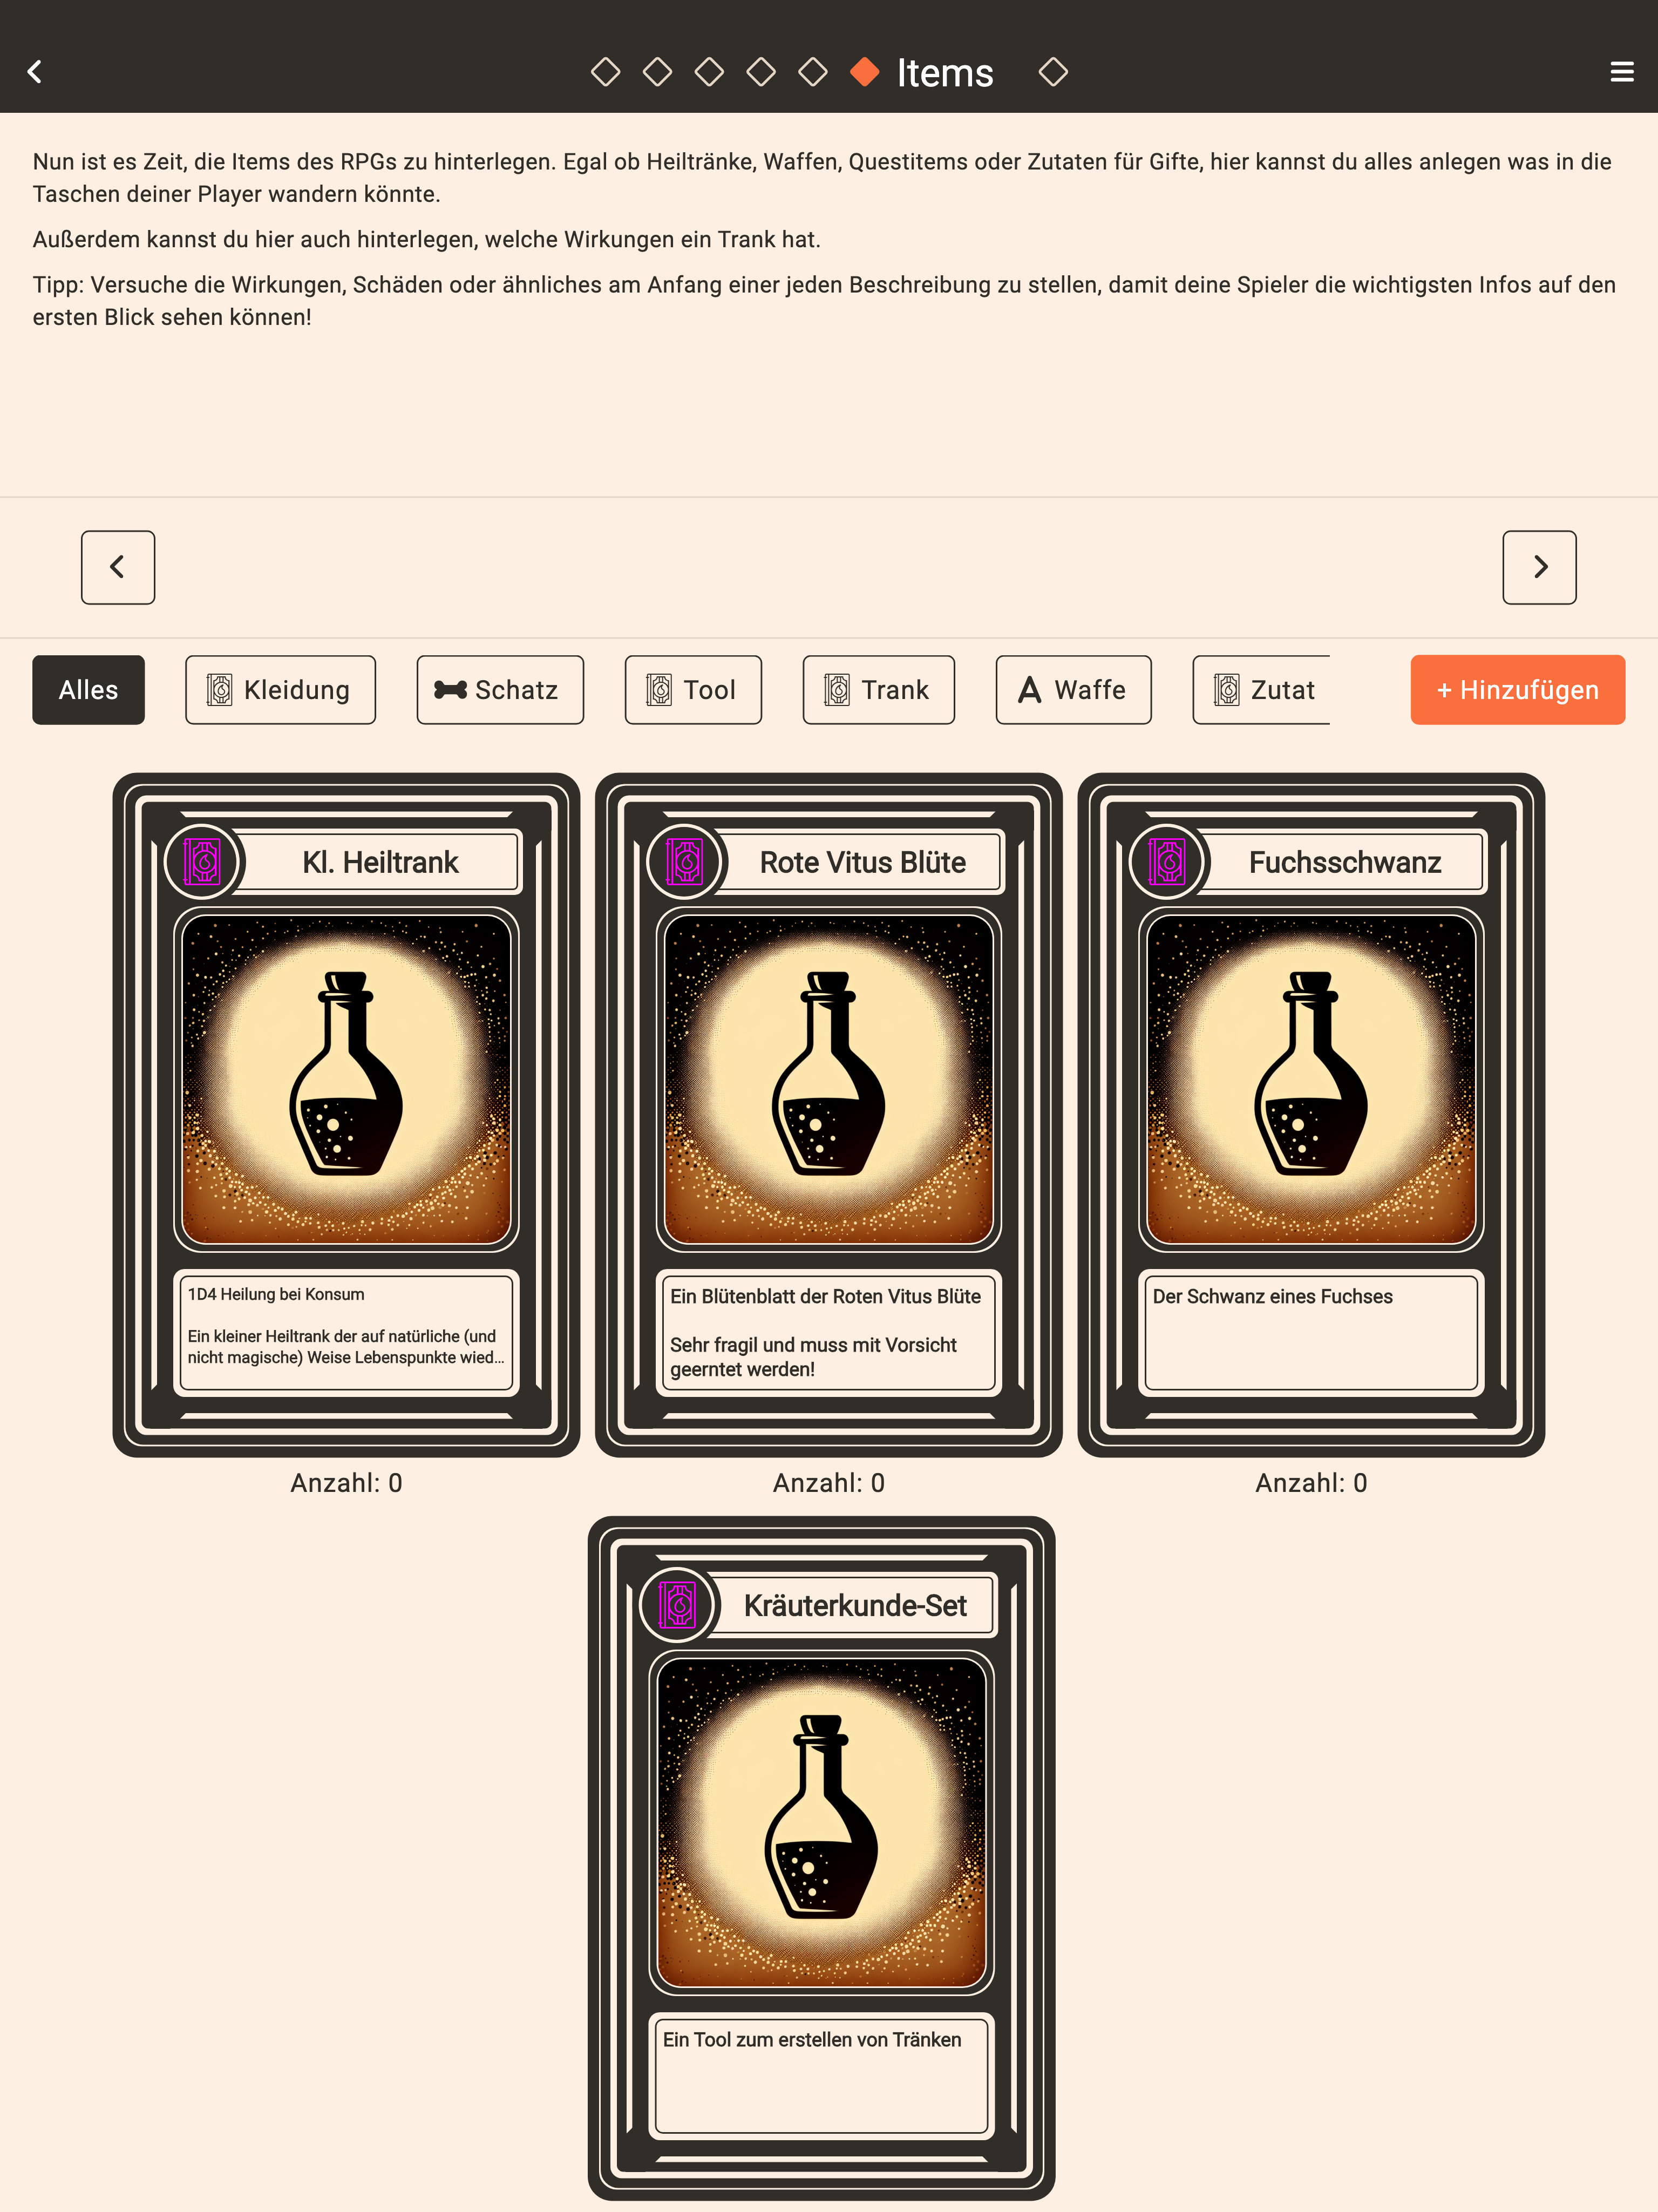 Items
Nun ist es Zeit, die Items des RPGs zu hinterlegen. Egal ob Heiltränke, Waffen, Questitems oder Zutaten für Gifte, hier kannst du alles anlegen was in die
Taschen deiner Player wandern könnte.
Außerdem kannst du hier auch hinterlegen, welche Wirkungen ein Trank hat.
Tipp: Versuche die Wirkungen, Schäden oder ähnliches am Anfang einer jeden Beschreibung zu stellen, damit deine Spieler die wichtigsten Infos auf den
ersten Blick sehen können!
Alles
Kleidung
Schatz
Tool
Trank
Waffe
Zutat
+ Hinzufügen
Kl. Heiltrank
1D4 Heilung bei Konsum
Ein kleiner Heiltrank der auf natürliche (und
nicht magische) Weise Lebenspunkte wied...
Anzahl: 0
Rote Vitus Blüte
Ein Blütenblatt der Roten Vitus Blüte
Sehr fragil und muss mit Vorsicht
geerntet werden!
Anzahl: 0
Fuchsschwanz
Der Schwanz eines Fuchses
Anzahl: 0
Kräuterkunde-Set
Ein Tool zum erstellen von Tränken